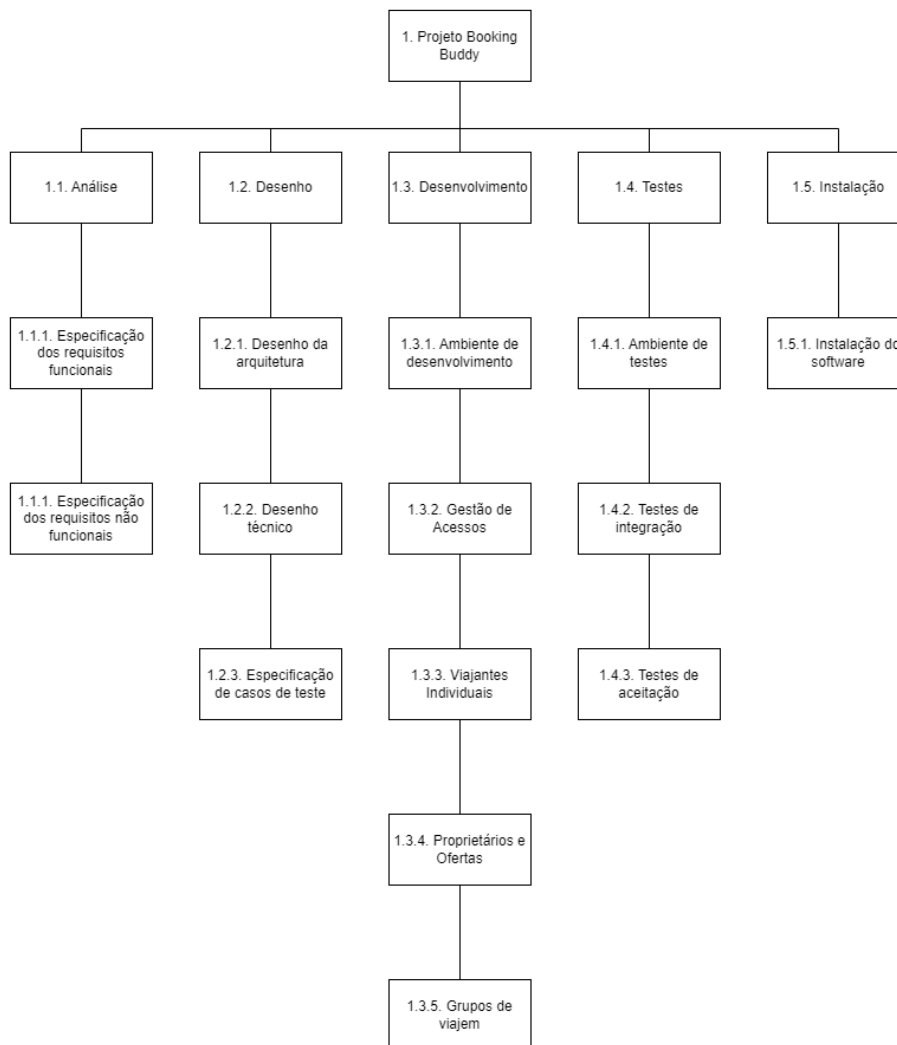 1. Projeto Booking
Buddy
1.1. Análise
1.2. Desenho
1.3. Desenvolvimento
1.4. Testes
1.5. Instalação
1.1.1. Especificação
dos requisitos
funcionais
1.2.1. Desenho da
arquitetura
1.3.1. Ambiente de
desenvolvimento
1.4.1. Ambiente de
testes
1.5.1. Instalação do
software
1.1.1. Especificação
dos requisitos não
funcionais
1.2.2. Desenho
técnico
1.3.2. Gestão de
Acessos
1.4.2. Testes de
integração
1.2.3. Especificação
de casos de teste
1.3.3. Viajantes
Individuais
1.4.3. Testes de
aceitação
1.3.4. Proprietários e
Ofertas
1.3.5. Grupos de
viajem